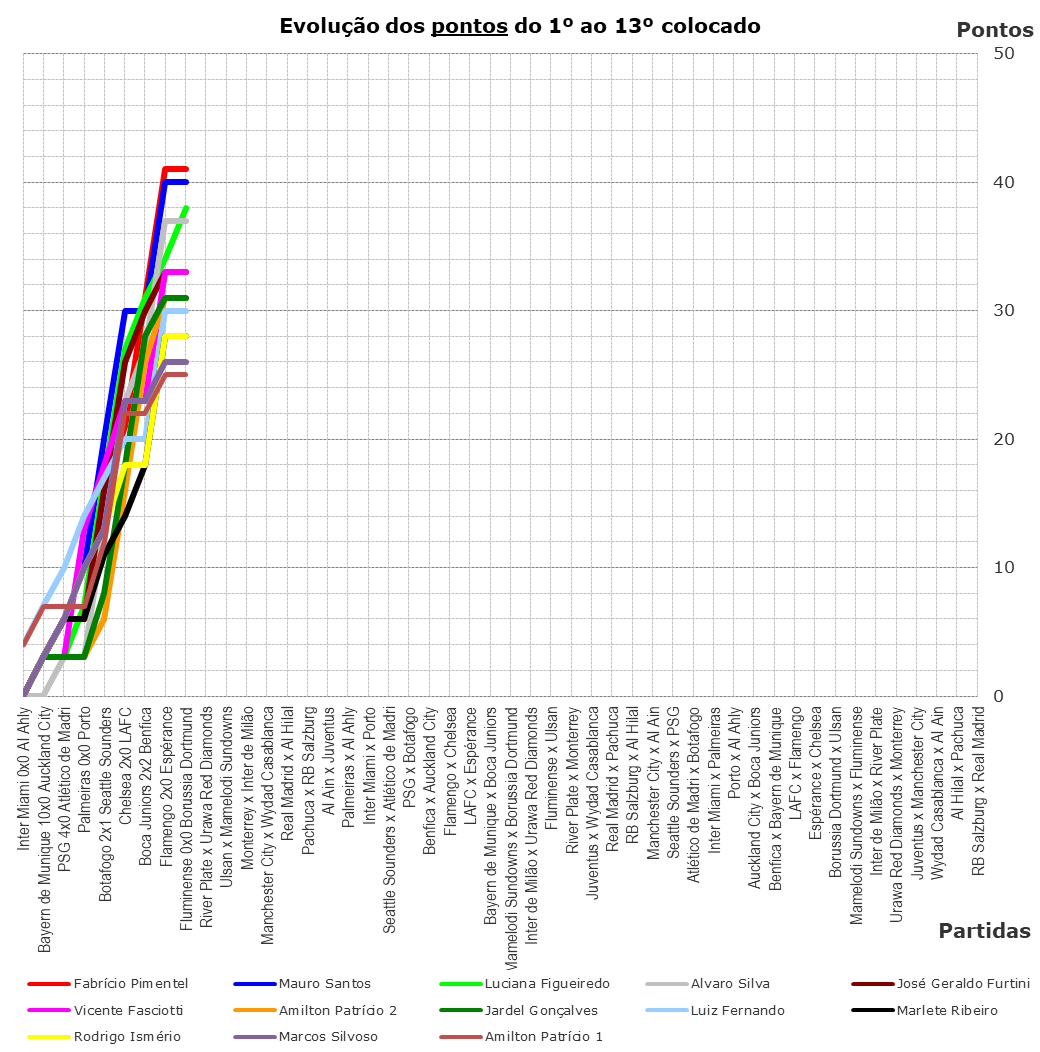 Evolução dos pontos do 1º ao 13º colocado
Pontos
50
40
30
20
10
0
Inter Miami 0x0 Al Ahly
Bayern de Munique 10x0 Auckland City
PSG 4x0 Atlético de Madri
Palmeiras 0x0 Porto
Botafogo 2x1 Seattle Sounders
Chelsea 2x0 LAFC
Boca Juniors 2x2 Benfica
Flamengo 2x0 Espérance
Fluminense 0x0 Borussia Dortmund
River Plate x Urawa Red Diamonds
Ulsan x Mamelodi Sundowns
Monterrey x Inter de Milão
Manchester City x Wydad Casablanca
Real Madrid x Al Hilal
Pachuca x RB Salzburg
Al Ain x Juventus
Palmeiras x Al Ahly
Inter Miami x Porto
Seattle Sounders x Atlético de Madri
PSG x Botafogo
Benfica x Auckland City
Flamengo x Chelsea
LAFC x Espérance
Bayern de Munique x Boca Juniors
Mamelodi Sundowns x Borussia Dortmund
Inter de Milão x Urawa Red Diamonds
Fluminense x Ulsan
River Plate x Monterrey
Juventus x Wydad Casablanca
Real Madrid x Pachuca
RB Salzburg x Al Hilal
Manchester City x Al Ain
Seattle Sounders x PSG
Atlético de Madri x Botafogo
Inter Miami x Palmeiras
Porto x Al Ahly
Auckland City x Boca Juniors
Benfica x Bayern de Munique
LAFC x Flamengo
Espérance x Chelsea
Borussia Dortmund x Ulsan
Mamelodi Sundowns x Fluminense
Inter de Milão x River Plate
Urawa Red Diamonds x Monterrey
Juventus x Manchester City
Wydad Casablanca x Al Ain
Al Hilal x Pachuca
RB Salzburg x Real Madrid
Partidas
Fabrício Pimentel
Mauro Santos
Luciana Figueiredo
Alvaro Silva
José Geraldo Furtini
Vicente Fasciotti
Amilton Patrício 2
Jardel Gonçalves
Luiz Fernando
Marlete Ribeiro
Rodrigo Ismério
Marcos Silvoso
Amilton Patrício 1